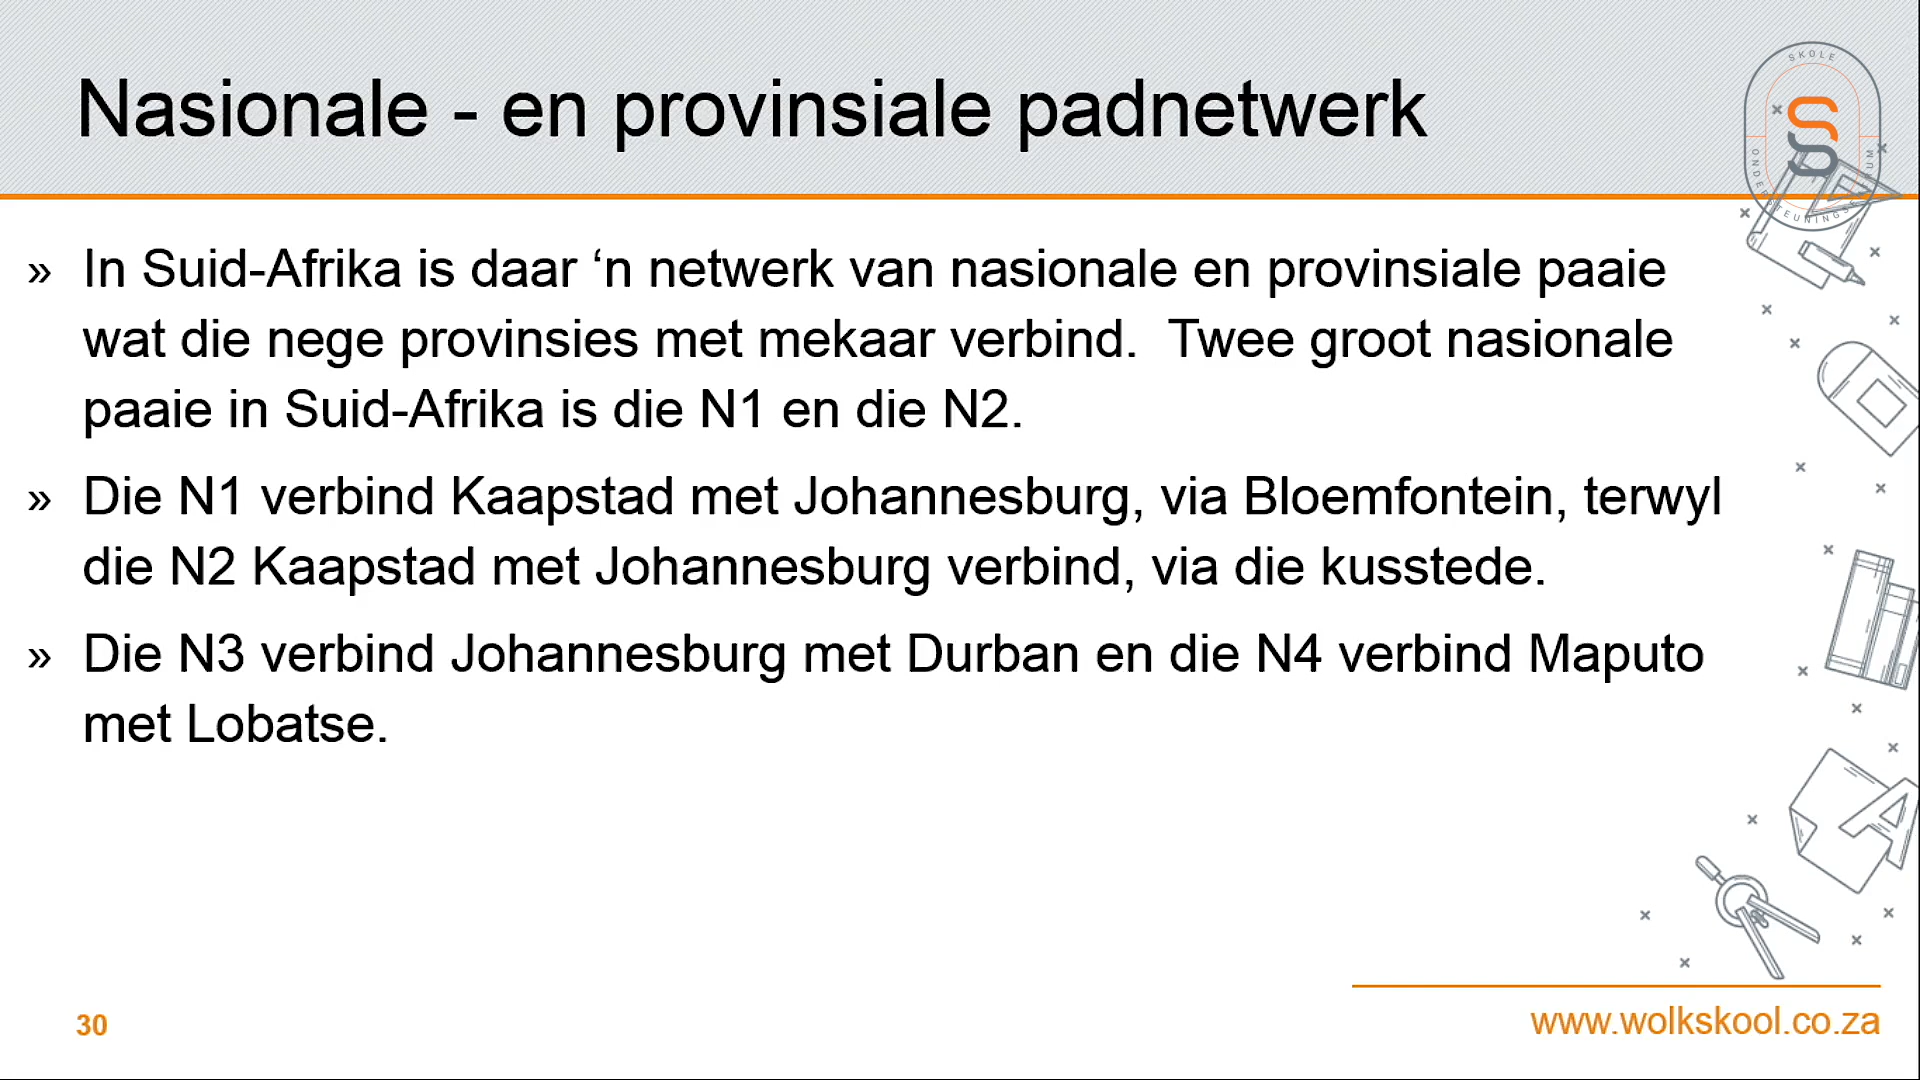 Nasionale - en provinsiale padnetwerk
SKOLE
S
S
ONDERSTEUNINGSENTRUM
» In Suid-Afrika is daar ‘n netwerk van nasionale en provinsiale paaie
wat die nege provinsies met mekaar verbind. Twee groot nasionale
paaie in Suid-Afrika is die N1 en die N2.
» Die N1 verbind Kaapstad met Johannesburg, via Bloemfontein, terwyl
die N2 Kaapstad met Johannesburg verbind, via die kusstede.
» Die N3 verbind Johannesburg met Durban en die N4 verbind Maputo
met Lobatse.
A
30
www.wolkskool.co.za